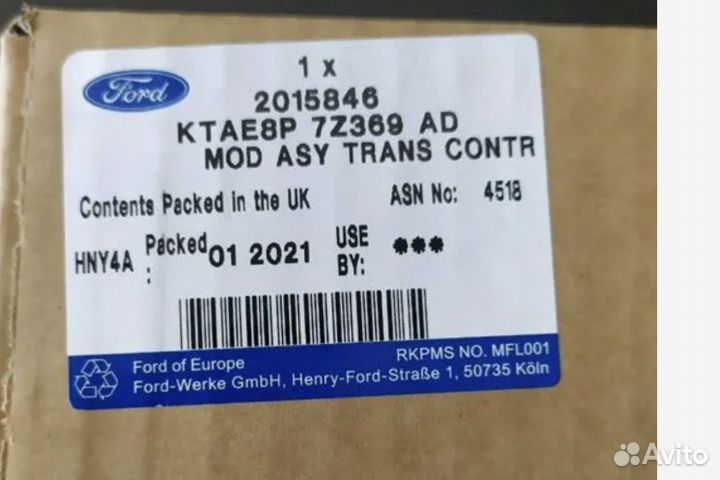 Ford
1 x
2015846
KTAE8P 7Z369 AD
MOD ASY TRANS CONTR
Contents Packed in the UK ASN No: 4518
HNY4A Packed : 01 2021 USE BY: ***
Ford of Europe RKPMS NO. MFL001
Ford-Werke GmbH, Henry-Ford-Straße 1, 50735 Köln
Avito